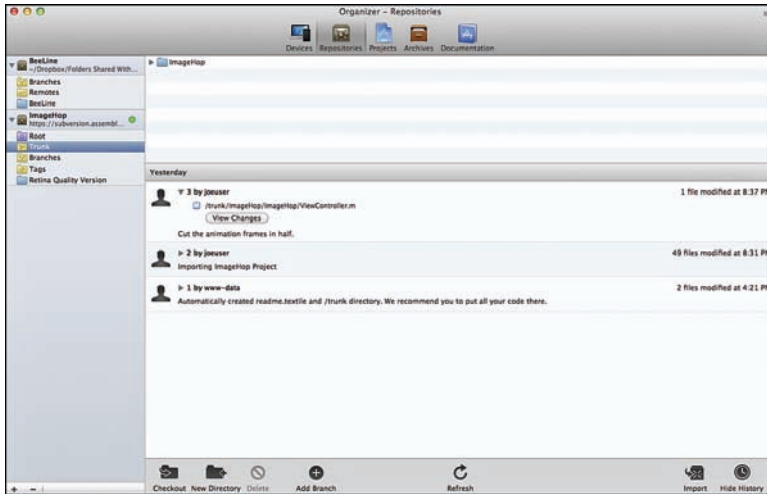 Organizer – Repositories
Devices Repositories Projects Archives Documentation
BeeLine
~/Dropbox/Folders Shared With...
Branches
Remotes
BeeLine
ImageHop
https://subversion.assembl...
Root
Trunk
Branches
Tags
Retina Quality Version
ImageHop
Yesterday
3 by joeuser
1 file modified at 8:37 P
/trunk/ImageHop/ImageHop/ViewController.m
View Changes
Cut the animation frames in half.
2 by joeuser
49 files modified at 8:31 P
Importing ImageHop Project
1 by www-data
2 files modified at 4:21 P
Automatically created readme.textile and /trunk directory. We recommend you to put all your code there.
Checkout New Directory Delete Add Branch Refresh Import Hide History